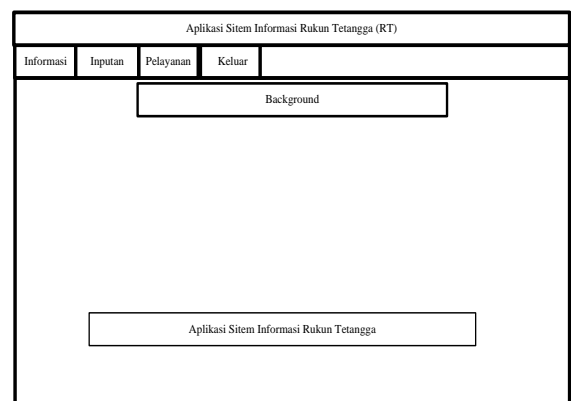 Aplikasi Sitem Informasi Rukun Tetangga (RT)
Informasi Inputan Pelayanan Keluar
Background
Aplikasi Sitem Informasi Rukun Tetangga